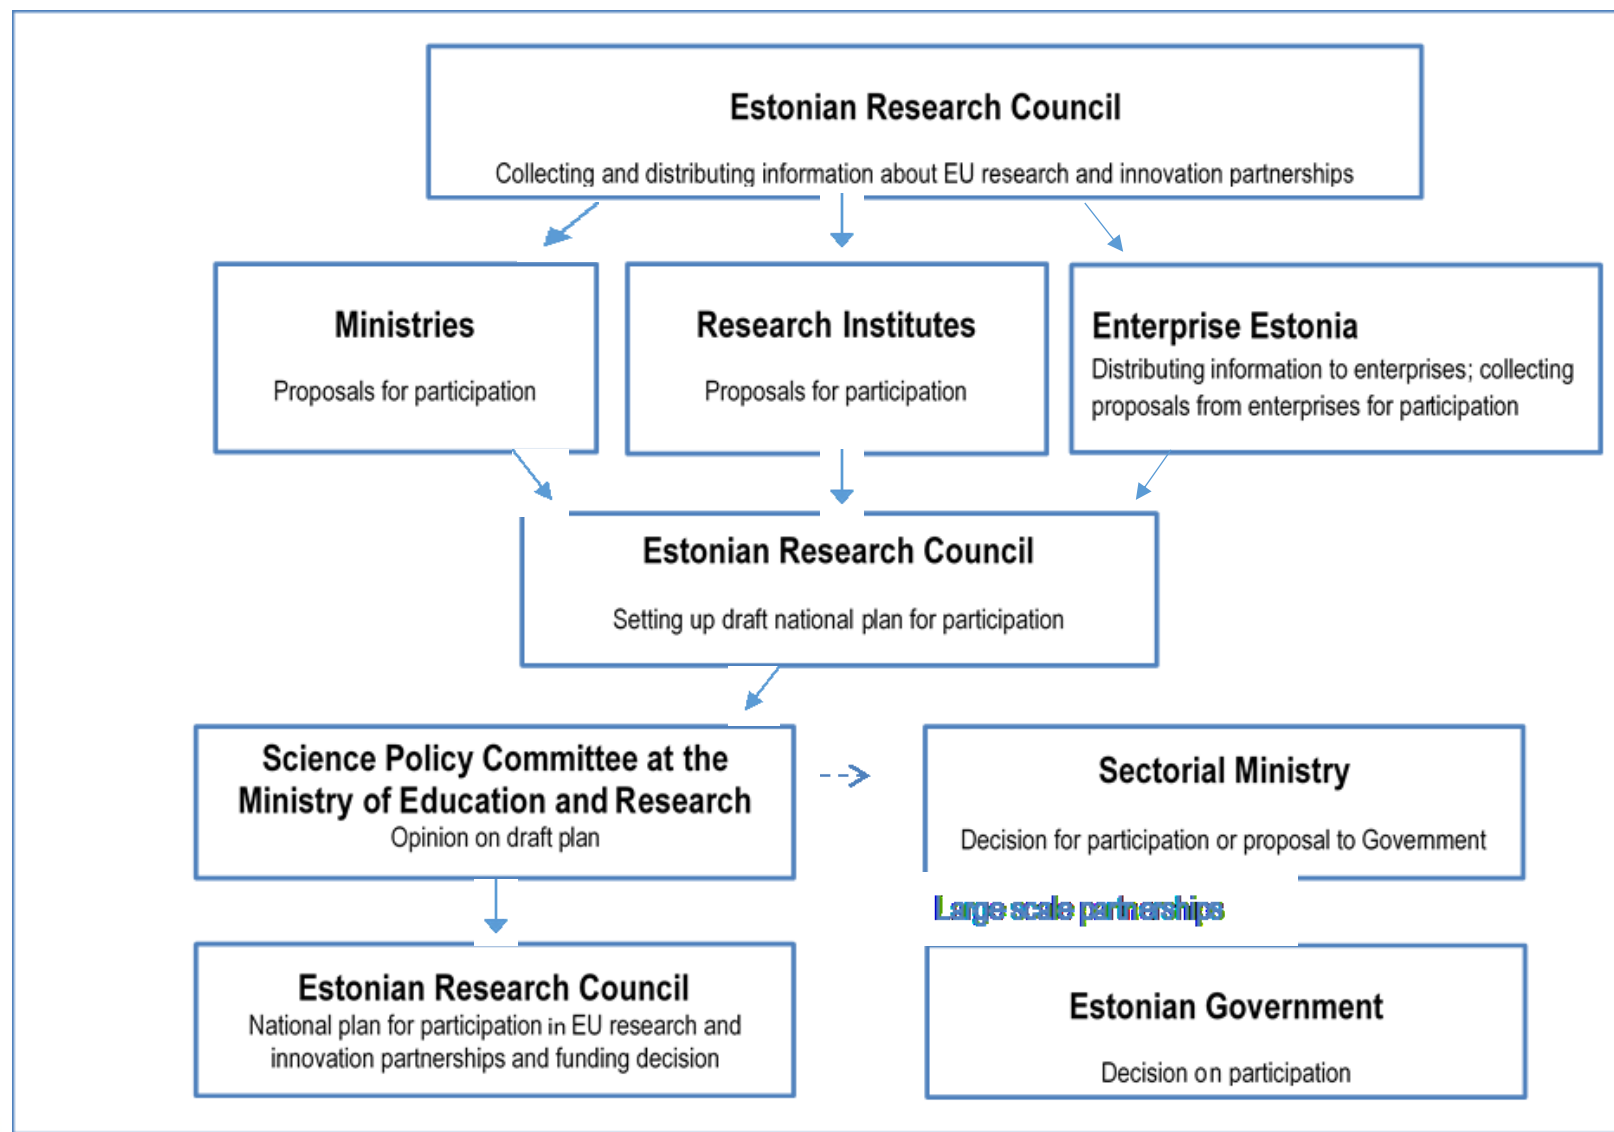 Estonian Research Council
Collecting and distributing information about EU research and innovation partnerships
Ministries
Proposals for participation
Research Institutes
Proposals for participation
Enterprise Estonia
Distributing information to enterprises; collecting
proposals from enterprises for participation
Estonian Research Council
Setting up draft national plan for participation
Science Policy Committee at the
Ministry of Education and Research
Opinion on draft plan
Sectorial Ministry
Decision for participation or proposal to Government
Large scale partnerships
Estonian Research Council
National plan for participation in EU research and
innovation partnerships and funding decision
Estonian Government
Decision on participation